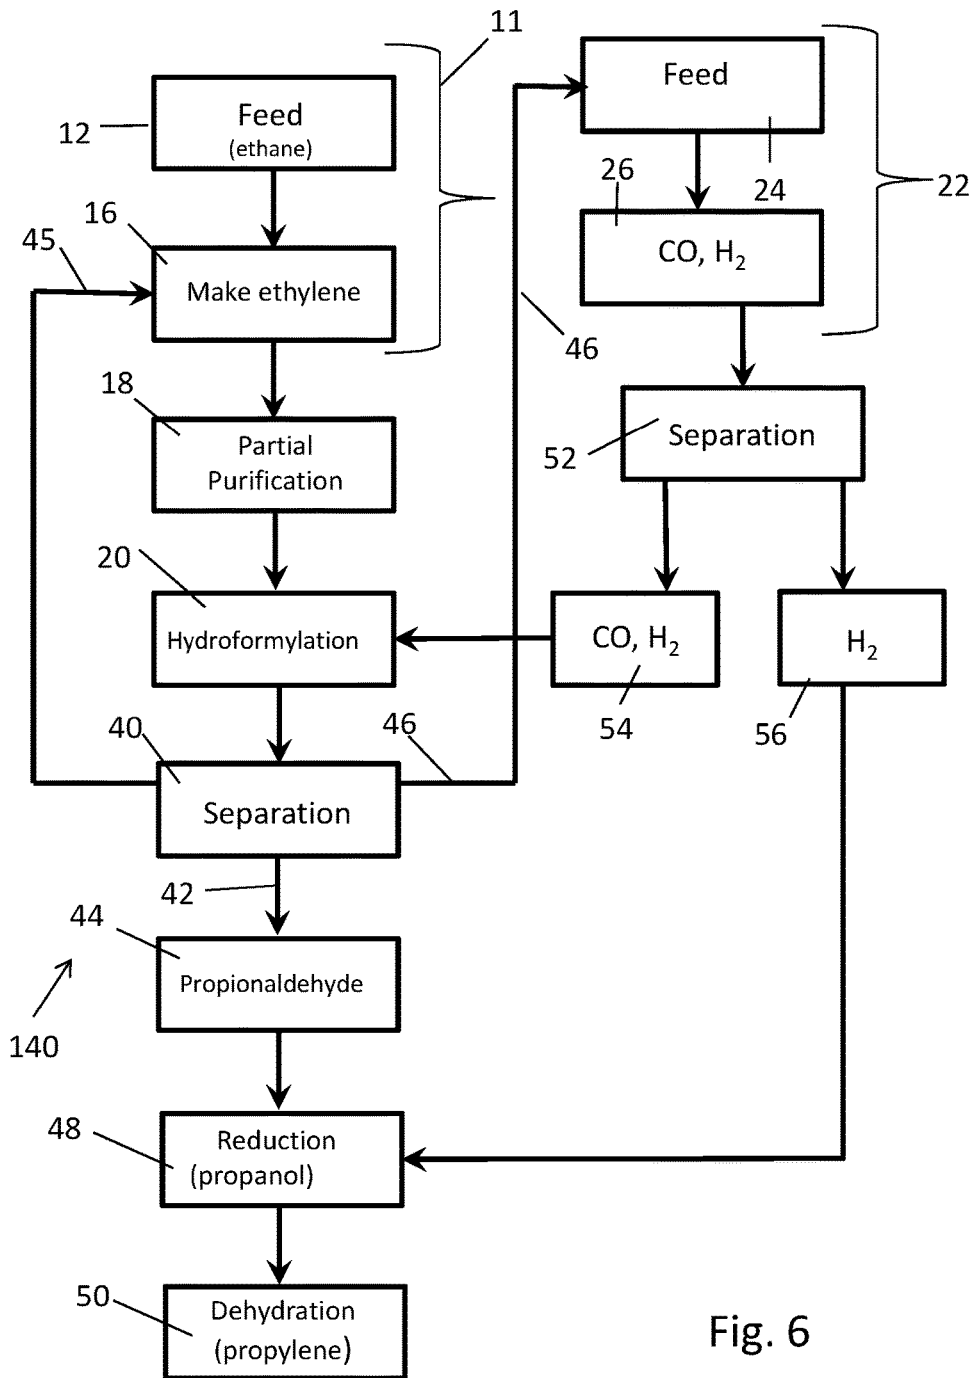 11
Feed
(ethane)
12
Feed
24
26
CO, H₂
22
16
45
Make ethylene
46
18
Partial
Purification
Separation
52
20
Hydroformylation
CO, H₂
54
H₂
56
40
46
Separation
42
44
Propionaldehyde
140
48
Reduction
(propanol)
50
Dehydration
(propylene)
Fig. 6